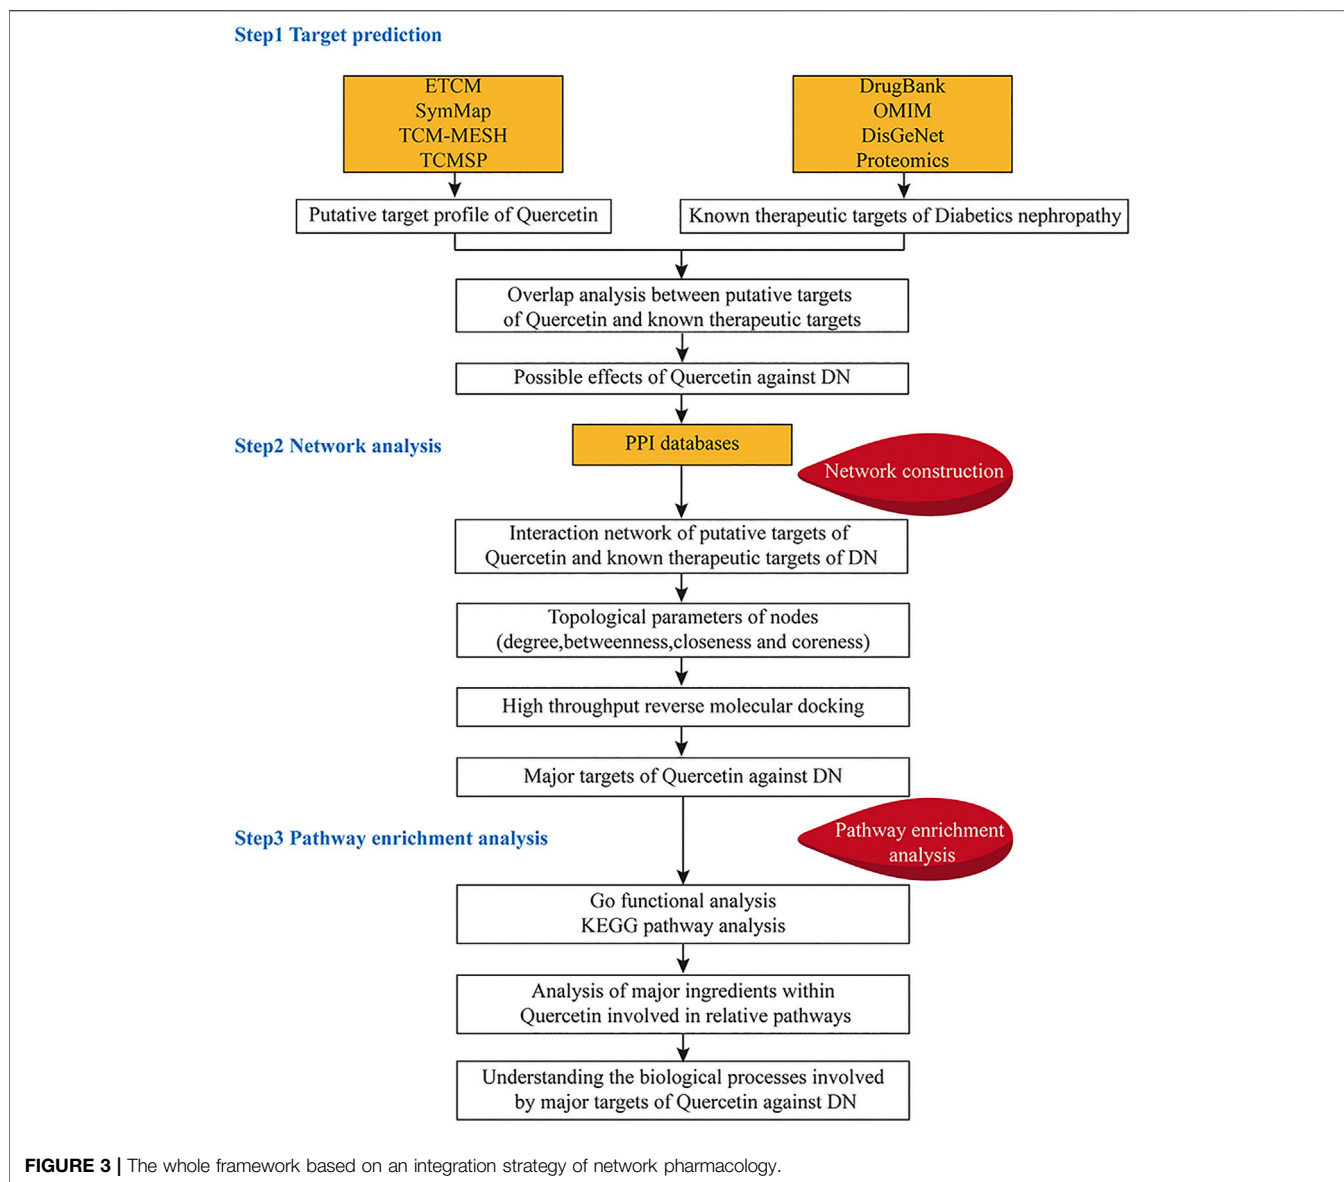 Step1 Target prediction
ETCM
SymMap
TCM-MESH
TCMSP
DrugBank
OMIM
DisGeNet
Proteomics
Putative target profile of Quercetin
Known therapeutic targets of Diabetics nephropathy
Overlap analysis between putative targets
of Quercetin and known therapeutic targets
Possible effects of Quercetin against DN
Step2 Network analysis
PPI databases
Network construction
Interaction network of putative targets of
Quercetin and known therapeutic targets of DN
Topological parameters of nodes
(degree,betweenness,closeness and coreness)
High throughput reverse molecular docking
Major targets of Quercetin against DN
Step3 Pathway enrichment analysis
Pathway enrichment
analysis
Go functional analysis
KEGG pathway analysis
Analysis of major ingredients within
Quercetin involved in relative pathways
Understanding the biological processes involved
by major targets of Quercetin against DN
FIGURE 3 | The whole framework based on an integration strategy of network pharmacology.